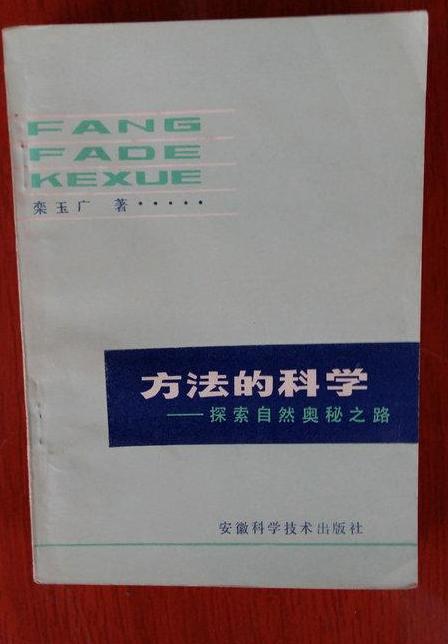 FANG
FADE
KEXUE
栾玉广 著·····
方法的科学
——探索自然奥秘之路
安徽科学技术出版社